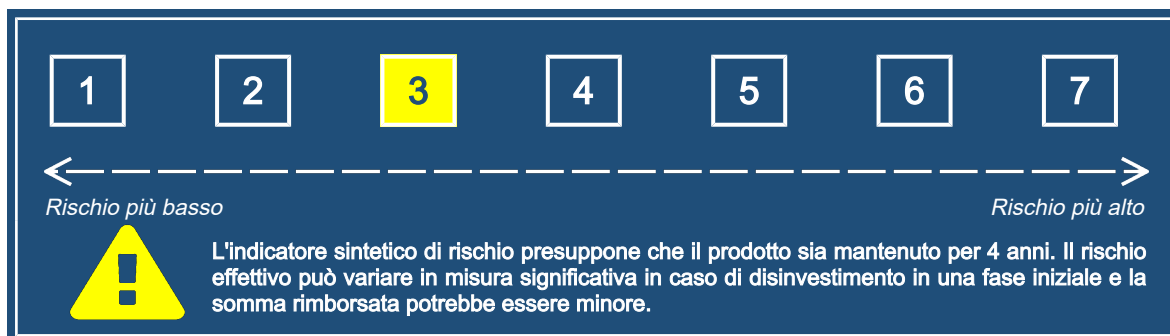 1 2 3 4 5 6 7
Rischio più basso Rischio più alto
L'indicatore sintetico di rischio presuppone che il prodotto sia mantenuto per 4 anni. Il rischio
effettivo può variare in misura significativa in caso di disinvestimento in una fase iniziale e la
somma rimborsata potrebbe essere minore.